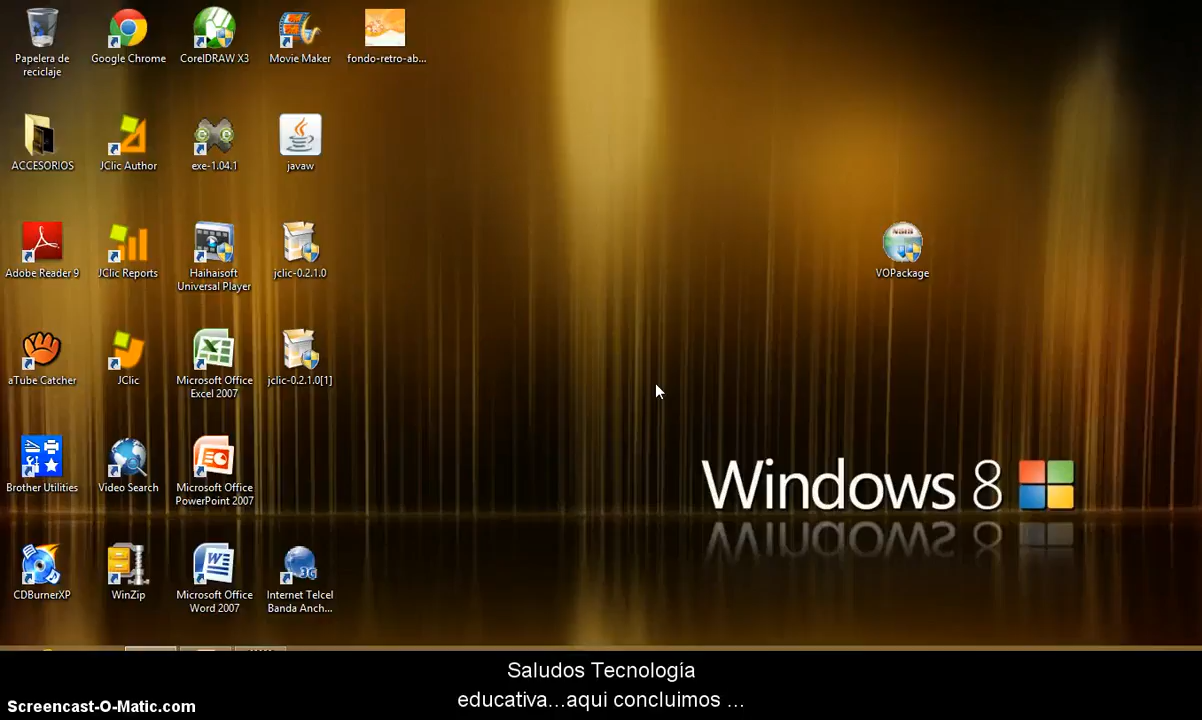 Papelera de
reciclaje
Google Chrome
CorelDRAW X3
Movie Maker
fondo-retro-ab...
ACCESORIOS
JClic Author
exe-1.04.1
javaw
Adobe Reader 9
JClic Reports
Haihaisoft
Universal Player
jclic-0.2.1.0
NSIS
VOPackage
aTube Catcher
JClic
Microsoft Office
Excel 2007
jclic-0.2.1.0[1]
Brother Utilities
Video Search
Microsoft Office
PowerPoint 2007
Windows 8
CDBurnerXP
WinZip
Microsoft Office
Word 2007
3G
Internet Telcel
Banda Anch...
Saludos Tecnología
educativa...aqui concluimos ...
Screencast-O-Matic.com